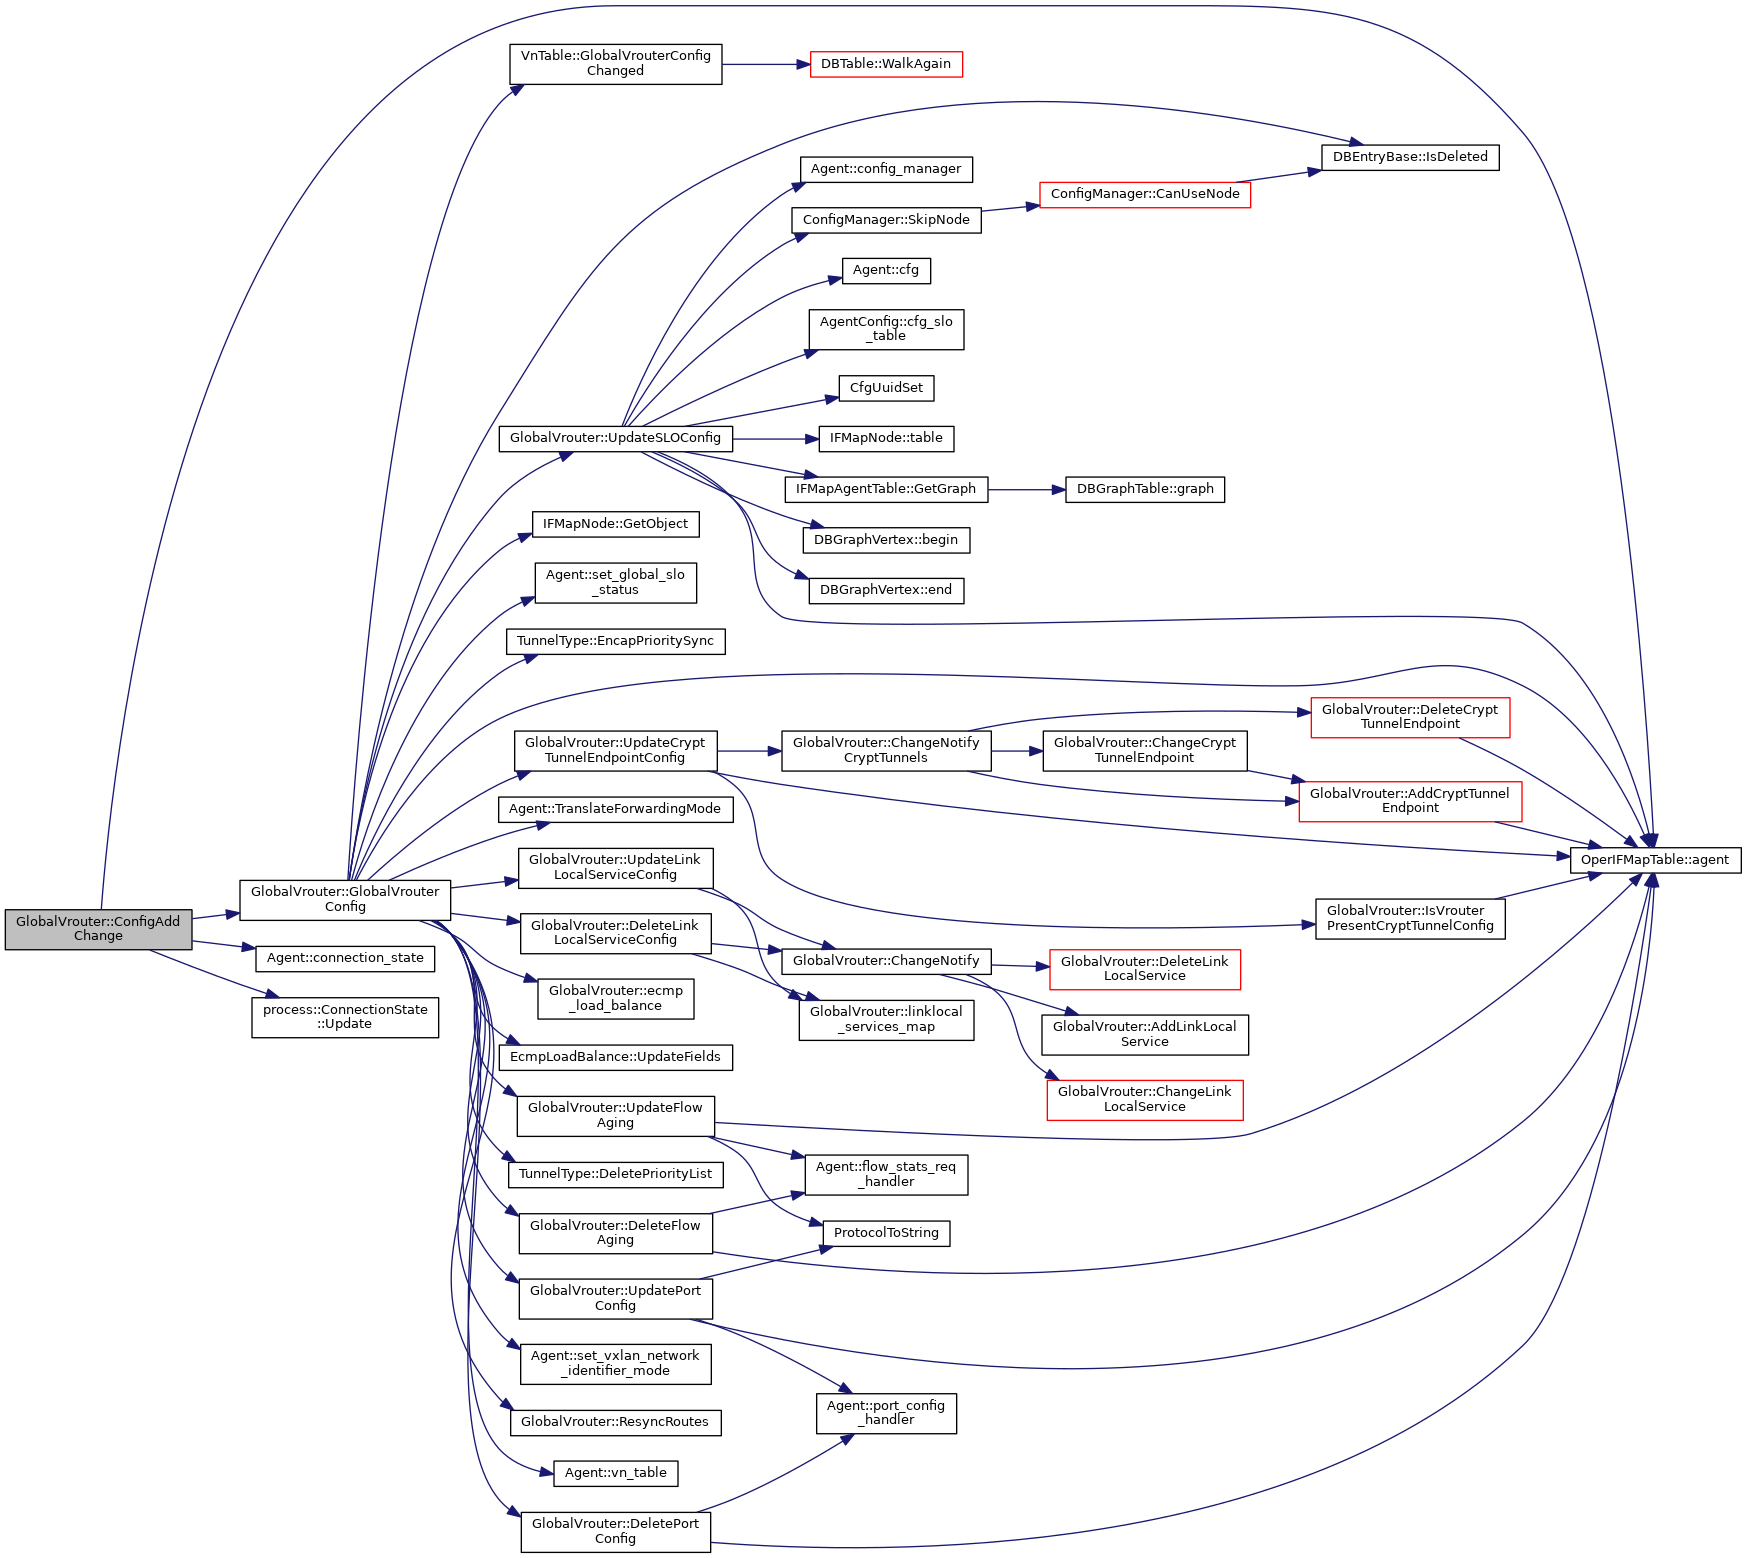 VnTable::GlobalVrouterConfig
Changed
DBTable::WalkAgain
DBEntryBase::IsDeleted
Agent::config_manager
ConfigManager::CanUseNode
ConfigManager::SkipNode
Agent::cfg
AgentConfig::cfg_slo
_table
CfgUuidSet
GlobalVrouter::UpdateSLOConfig
IFMapNode::table
IFMapAgentTable::GetGraph
DBGraphTable::graph
IFMapNode::GetObject
DBGraphVertex::begin
Agent::set_global_slo
_status
DBGraphVertex::end
TunnelType::EncapPrioritySync
GlobalVrouter::DeleteCrypt
TunnelEndpoint
GlobalVrouter::UpdateCrypt
TunnelEndpointConfig
GlobalVrouter::ChangeNotify
CryptTunnels
GlobalVrouter::ChangeCrypt
TunnelEndpoint
GlobalVrouter::AddCryptTunnel
Endpoint
Agent::TranslateForwardingMode
GlobalVrouter::UpdateLink
LocalServiceConfig
OperIFMapTable::agent
GlobalVrouter::GlobalVrouter
Config
GlobalVrouter::ConfigAdd
Change
GlobalVrouter::DeleteLink
LocalServiceConfig
GlobalVrouter::IsVrouter
PresentCryptTunnelConfig
Agent::connection_state
GlobalVrouter::ChangeNotify
GlobalVrouter::DeleteLink
LocalService
process::ConnectionState
::Update
GlobalVrouter::ecmp
_load_balance
GlobalVrouter::linklocal
_services_map
GlobalVrouter::AddLinkLocal
Service
EcmpLoadBalance::UpdateFields
GlobalVrouter::ChangeLink
LocalService
GlobalVrouter::UpdateFlow
Aging
TunnelType::DeletePriorityList
Agent::flow_stats_req
_handler
GlobalVrouter::DeleteFlow
Aging
ProtocolToString
GlobalVrouter::UpdatePort
Config
Agent::set_vxlan_network
_identifier_mode
Agent::port_config
_handler
GlobalVrouter::ResyncRoutes
Agent::vn_table
GlobalVrouter::DeletePort
Config